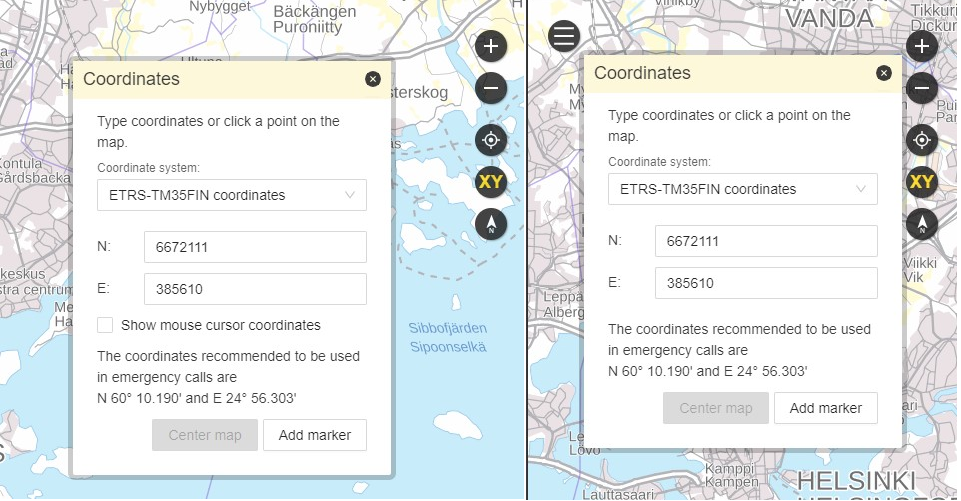 Nybygget
Bäckängen
Puroniitty
sterskog
Kontula
Gårdsbacka
keskus
stra centrum
Me
Ha
Sibbofjärden
Sipoonselkä
Coordinates
Type coordinates or click a point on the
map.
Coordinate system:
ETRS-TM35FIN coordinates
N:
6672111
E:
385610
Show mouse cursor coordinates
The coordinates recommended to be used
in emergency calls are
N 60° 10.190' and E 24° 56.303'
Center map
Add marker
XY
N
VANDA
Tikku
Dickur
My
My
Viikki
Vik
Leppä
Alberg
Le
Lövo
Kamppi
Kampen
Lauttasaari
HELSINKI
HELSINGFORS
Coordinates
Type coordinates or click a point on the
map.
Coordinate system:
ETRS-TM35FIN coordinates
N:
6672111
E:
385610
The coordinates recommended to be used
in emergency calls are
N 60° 10.190' and E 24° 56.303'
Center map
Add marker
XY
N